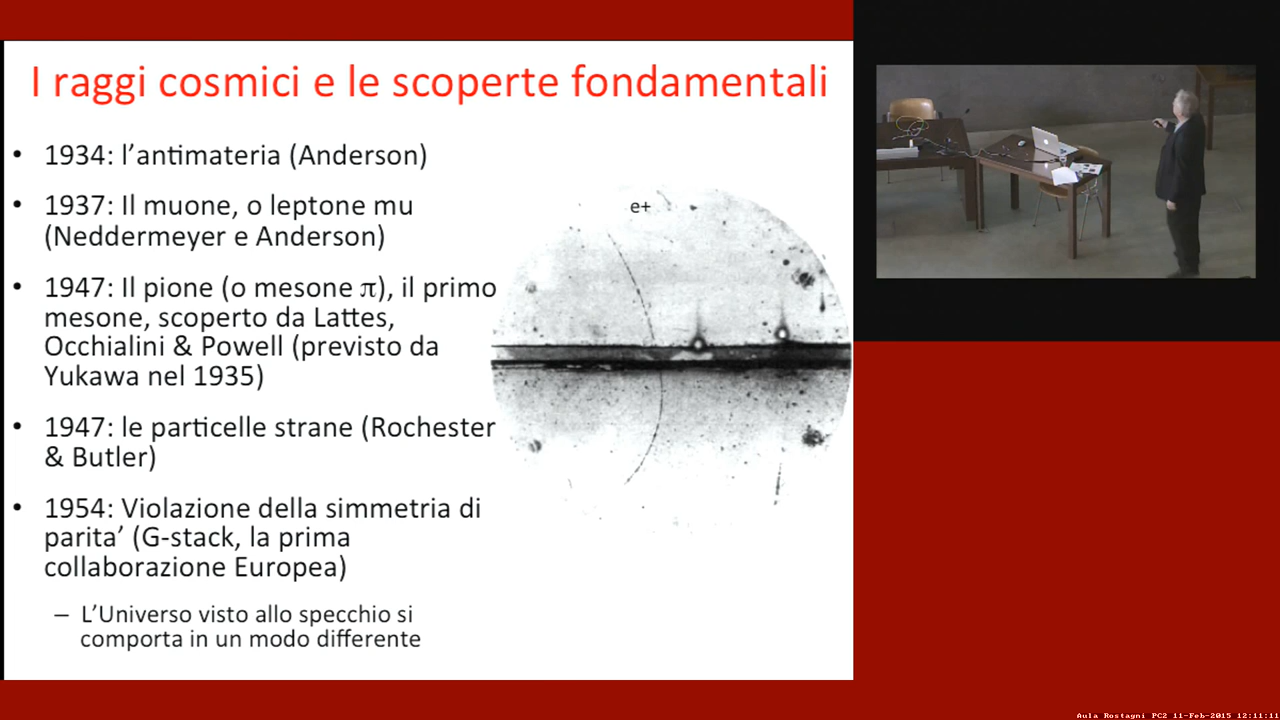 I raggi cosmici e le scoperte fondamentali
• 1934: l’antimateria (Anderson)
• 1937: Il muone, o leptone mu
(Neddermeyer e Anderson)
• 1947: Il pione (o mesone π), il primo
mesone, scoperto da Lattes,
Occhialini & Powell (previsto da
Yukawa nel 1935)
• 1947: le particelle strane (Rochester
& Butler)
• 1954: Violazione della simmetria di
parita’ (G-stack, la prima
collaborazione Europea)
– L’Universo visto allo specchio si
comporta in un modo differente
e+
Aula Rostagni PC2 11-Feb-2015 12:11:11